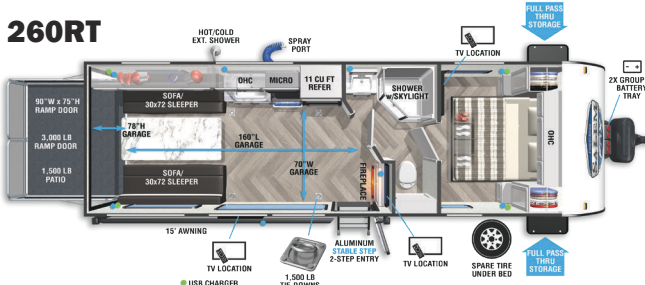 260RT
HOT/COLD
EXT. SHOWER
SPRAY
PORT
FULL PASS
THRU
STORAGE
TV LOCATION
2X GROUP
BATTERY
TRAY
OHC
MICRO
11 CU FT
REFER
SHOWER
w/SKYLIGHT
SOFA/
30x72 SLEEPER
90"W x 75"H
RAMP DOOR
3,000 LB
RAMP DOOR
1,500 LB
PATIO
78"H
GARAGE
160"L
GARAGE
70"W
GARAGE
OHC
SOFA/
30x72 SLEEPER
FIREPLACE
15' AWNING
TV LOCATION
1,500 LB
TIE DOWNS
ALUMINUM
STABLE STEP
2-STEP ENTRY
TV LOCATION
SPARE TIRE
UNDER BED
FULL PASS
THRU
STORAGE
USB CHARGER